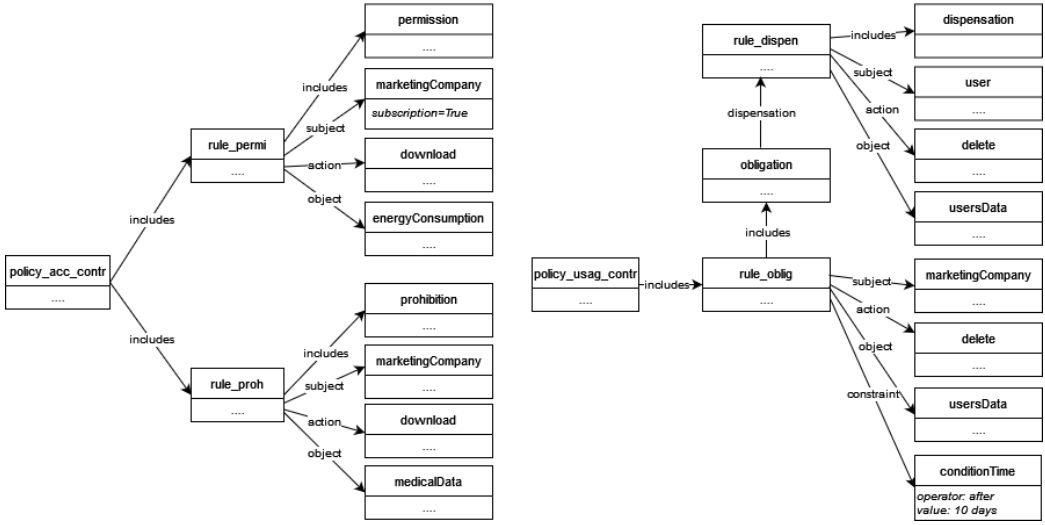 permission
....
includes
marketingCompany
subscription=True
subject
rule_permi
....
download
....
action
object
energyConsumption
....
includes
policy_acc_contr
....
includes
prohibition
....
includes
marketingCompany
....
subject
rule_proh
....
action
download
....
object
medicalData
....
dispensation
includes
rule_dispen
....
subject
user
....
action
dispensation
delete
....
object
obligation
....
usersData
....
includes
policy_usag_contr
....
includes
rule_oblig
....
subject
marketingCompany
....
action
delete
....
object
usersData
....
constraint
conditionTime
operator: after
value: 10 days